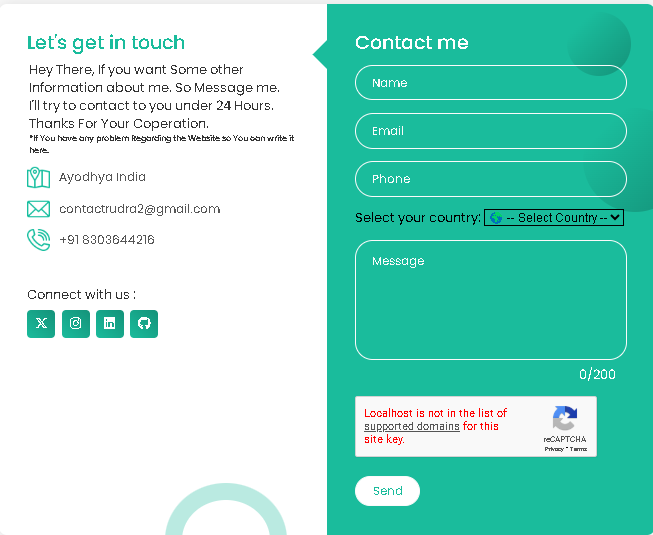 Let's get in touch
Hey There, If you want Some other
Information about me. So Message me.
I'll try to contact to you under 24 Hours.
Thanks For Your Coperation.
*If You have any problem Regarding the Website so You can write it
here.
Ayodhya India
contactrudra2@gmail.com
+91 8303644216
Connect with us :
Contact me
Name
Email
Phone
Select your country: 🌍 -- Select Country --
Message
0/200
Localhost is not in the list of
supported domains for this
site key.
reCAPTCHA
Privacy - Terms
Send